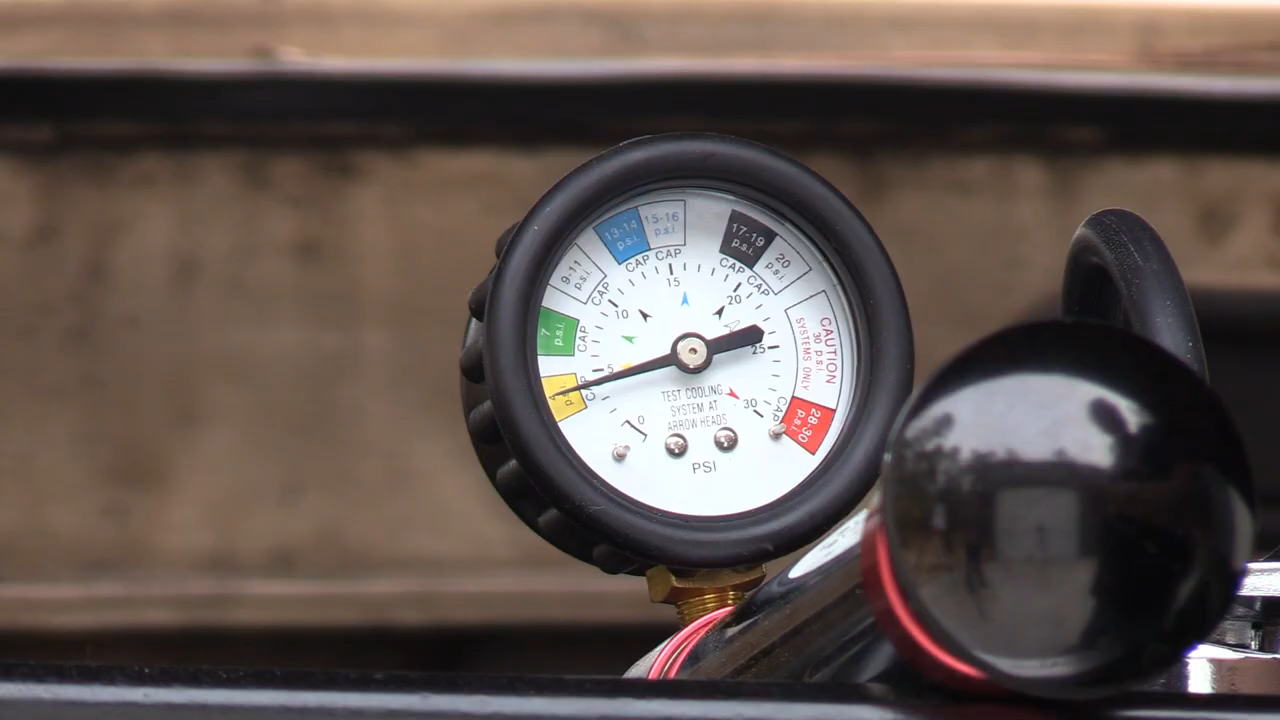 13-14
p.s.i.
15-16
p.s.i.
17-19
p.s.i.
20
p.s.i.
9-11
p.s.i.
7
p.s.i.
4
p.s.i.
CAP
CAP
CAP
CAP
CAP
CAP
CAP
CAP
0
5
10
15
20
25
30
CAUTION
30 p.s.i.
SYSTEMS ONLY
28-30
p.s.i.
TEST COOLING
SYSTEM AT
ARROW HEADS
PSI